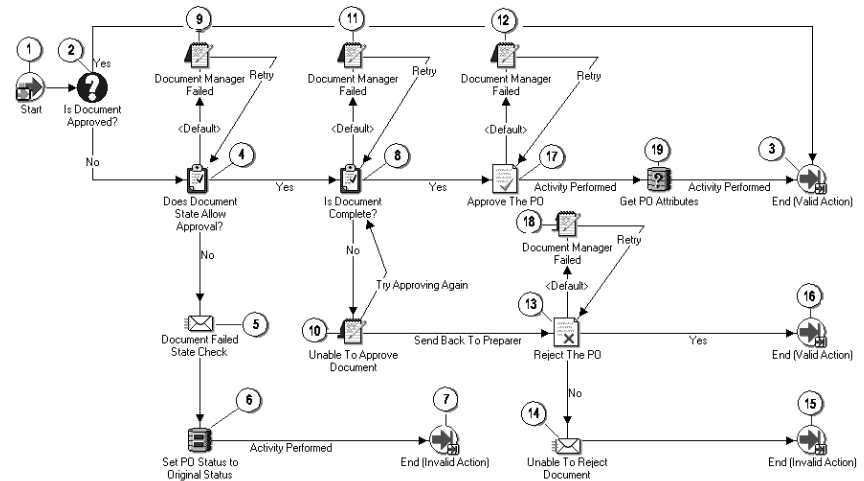 9
11
12
1
2
Yes
Document Manager
Failed
Retry
Document Manager
Failed
Retry
Document Manager
Failed
Retry
Start
Is Document
Approved?
<Default>
<Default>
<Default>
No
4
8
17
19
3
Does Document
State Allow
Approval?
Yes
Is Document
Complete?
Yes
Approve The PO
Activity Performed
Get PO Attributes
Activity Performed
End (Valid Action)
18
Document Manager
Failed
Retry
No
No
Try Approving Again
<Default>
5
Document Failed
State Check
10
Unable To Approve
Document
Send Back To Preparer
13
Reject The PO
Yes
16
End (Valid Action)
No
6
7
14
15
Set PO Status to
Original Status
Activity Performed
End (Invalid Action)
Unable To Reject
Document
End (Invalid Action)